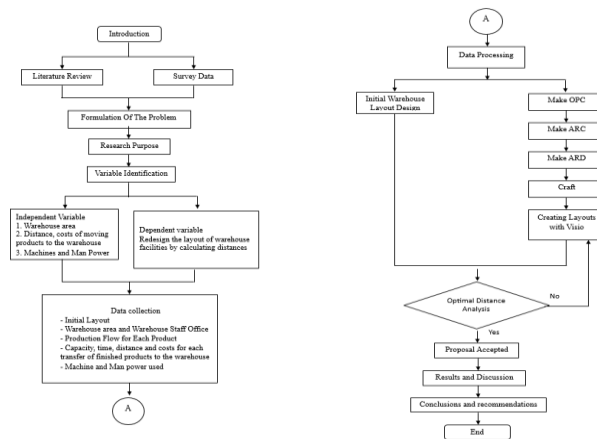 Introduction
Literature Review
Survey Data
Formulation Of The Problem
Research Purpose
Variable Identification
Independent Variable
1. Warehouse area
2. Distance, costs of moving
products to the warehouse
3. Machines and Man Power
Dependent variable
Redesign the layout of warehouse
facilities by calculating distances
Data collection
- Initial Layout
- Warehouse area and Warehouse Staff Office
- Production Flow for Each Product
- Capacity, time, distance and costs for each
transfer of finished products to the warehouse
- Machine and Man power used
A
A
Data Processing
Initial Warehouse
Layout Design
Make OPC
Make ARC
Make ARD
Craft
Creating Layouts
with Visio
Optimal Distance
Analysis
No
Yes
Proposal Accepted
Results and Discussion
Conclusions and recommendations
End